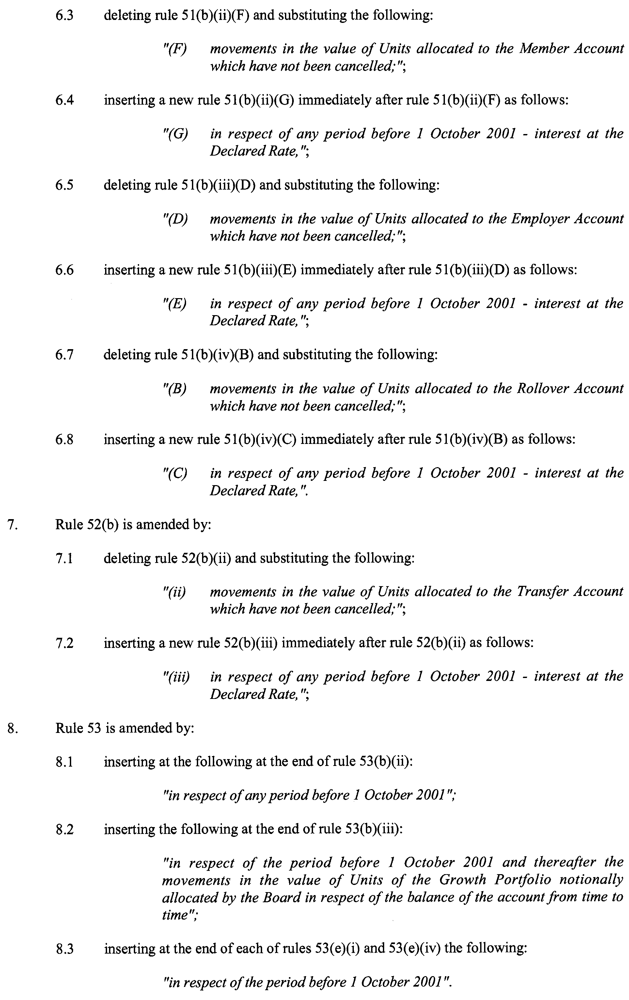 6.3 deleting rule 51(b)(ii)(F) and substituting the following:
"(F) movements in the value of Units allocated to the Member Account
which have not been cancelled;";
6.4 inserting a new rule 51(b)(ii)(G) immediately after rule 51(b)(ii)(F) as follows:
"(G) in respect of any period before 1 October 2001 - interest at the
Declared Rate,";
6.5 deleting rule 51(b)(iii)(D) and substituting the following:
"(D) movements in the value of Units allocated to the Employer Account
which have not been cancelled;";
6.6 inserting a new rule 51(b)(iii)(E) immediately after rule 51(b)(iii)(D) as follows:
"(E) in respect of any period before 1 October 2001 - interest at the
Declared Rate,";
6.7 deleting rule 51(b)(iv)(B) and substituting the following:
"(B) movements in the value of Units allocated to the Rollover Account
which have not been cancelled;";
6.8 inserting a new rule 51(b)(iv)(C) immediately after rule 51(b)(iv)(B) as follows:
"(C) in respect of any period before 1 October 2001 - interest at the
Declared Rate,".
7. Rule 52(b) is amended by:
7.1 deleting rule 52(b)(ii) and substituting the following:
"(ii) movements in the value of Units allocated to the Transfer Account
which have not been cancelled;";
7.2 inserting a new rule 52(b)(iii) immediately after rule 52(b)(ii) as follows:
"(iii) in respect of any period before 1 October 2001 - interest at the
Declared Rate,";
8. Rule 53 is amended by:
8.1 inserting at the following at the end of rule 53(b)(ii):
"in respect of any period before 1 October 2001";
8.2 inserting the following at the end of rule 53(b)(iii):
"in respect of the period before 1 October 2001 and thereafter the
movements in the value of Units of the Growth Portfolio notionally
allocated by the Board in respect of the balance of the account from time to
time";
8.3 inserting at the end of each of rules 53(e)(i) and 53(e)(iv) the following:
"in respect of the period before 1 October 2001".